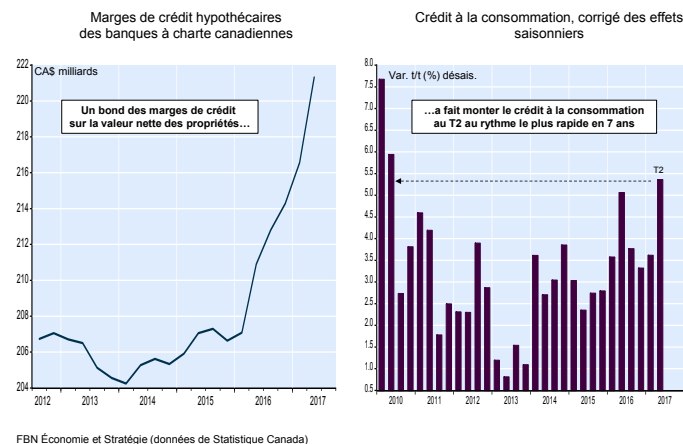 Marges de crédit hypothécaires
des banques à charte canadiennes
222
CA$ milliards
220
218
216
214
212
210
208
206
204
Un bond des marges de crédit
sur la valeur nette des propriétés…
2012 2013 2014 2015 2016 2017
Crédit à la consommation, corrigé des effets
saisonniers
8.0
Var. t/t (%) désais.
7.5
7.0
6.5
6.0
5.5
5.0
4.5
4.0
3.5
3.0
2.5
2.0
1.5
1.0
0.5
…a fait monter le crédit à la consommation
au T2 au rythme le plus rapide en 7 ans
T2
2010 2011 2012 2013 2014 2015 2016 2017
FBN Économie et Stratégie (données de Statistique Canada)